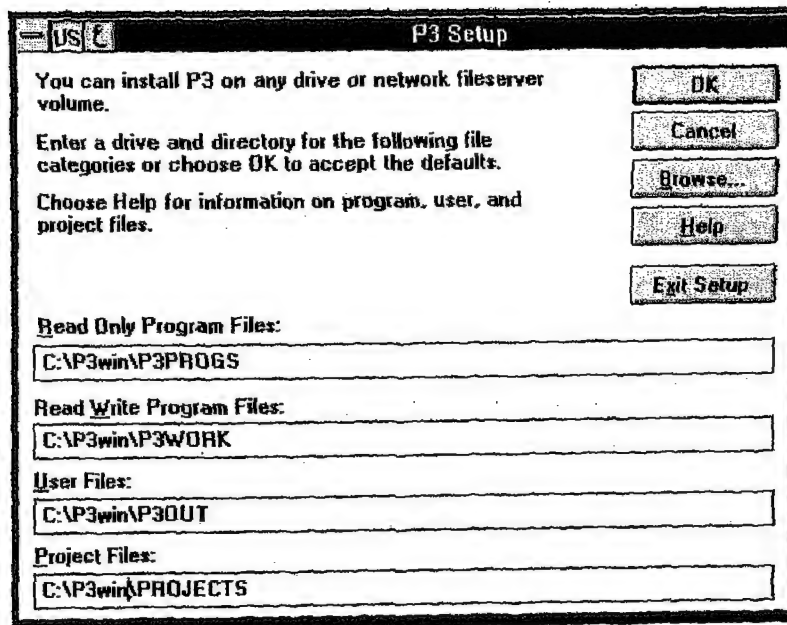 US ع P3 Setup
You can install P3 on any drive or network fileserver
volume.
Enter a drive and directory for the following file
categories or choose OK to accept the defaults.
Choose Help for information on program, user, and
project files.
OK
Cancel
Browse...
Help
Exit Setup
Read Only Program Files:
C:\P3win\P3PROGS
Read Write Program Files:
C:\P3win\P3WORK
User Files:
C:\P3win\P3OUT
Project Files:
C:\P3win\PROJECTS